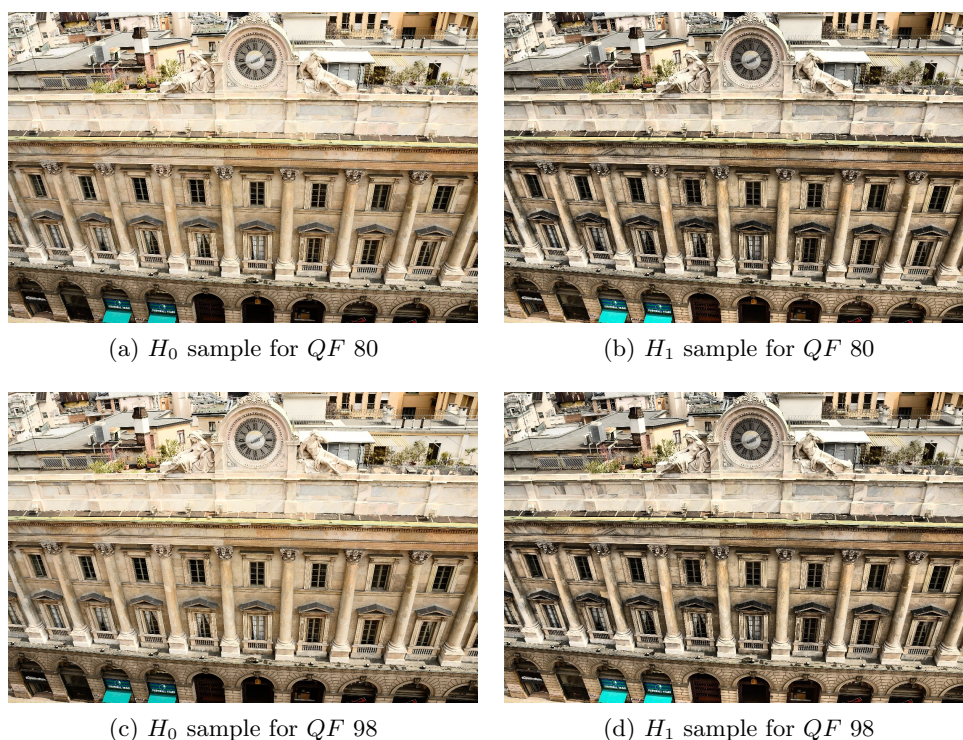 (a) H₀ sample for QF 80
(b) H₁ sample for QF 80
(c) H₀ sample for QF 98
(d) H₁ sample for QF 98